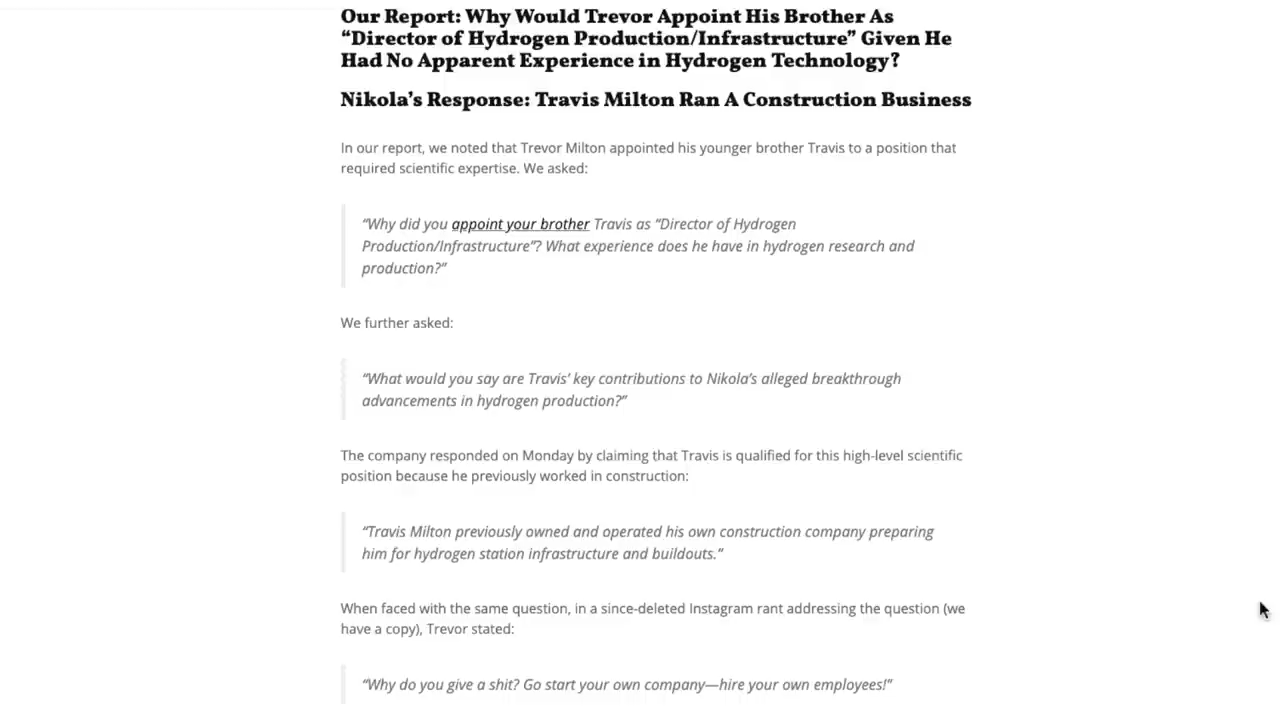 Our Report: Why Would Trevor Appoint His Brother As
“Director of Hydrogen Production/Infrastructure” Given He
Had No Apparent Experience in Hydrogen Technology?
Nikola’s Response: Travis Milton Ran A Construction Business
In our report, we noted that Trevor Milton appointed his younger brother Travis to a position that
required scientific expertise. We asked:
“Why did you appoint your brother Travis as “Director of Hydrogen
Production/Infrastructure”? What experience does he have in hydrogen research and
production?”
We further asked:
“What would you say are Travis’ key contributions to Nikola’s alleged breakthrough
advancements in hydrogen production?”
The company responded on Monday by claiming that Travis is qualified for this high-level scientific
position because he previously worked in construction:
“Travis Milton previously owned and operated his own construction company preparing
him for hydrogen station infrastructure and buildouts.”
When faced with the same question, in a since-deleted Instagram rant addressing the question (we
have a copy), Trevor stated:
“Why do you give a shit? Go start your own company—hire your own employees!”